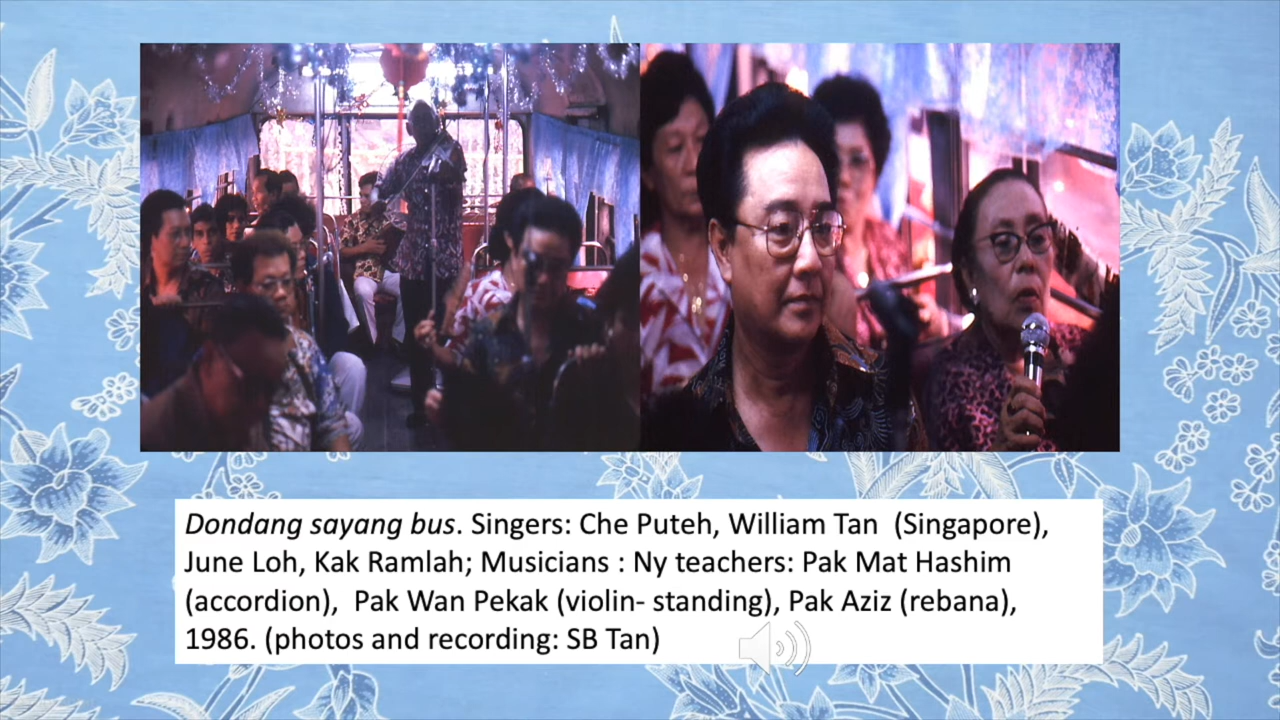 Dondang sayang bus. Singers: Che Puteh, William Tan  (Singapore),
June Loh, Kak Ramlah; Musicians : Ny teachers: Pak Mat Hashim
(accordion),  Pak Wan Pekak (violin- standing), Pak Aziz (rebana),
1986. (photos and recording: SB Tan)